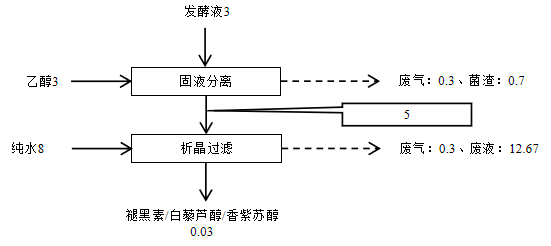 发酵液3
乙醇3
固液分离
废气：0.3、菌渣：0.7
5
纯水8
析晶过滤
废气：0.3、废液：12.67
褪黑素/白藜芦醇/香紫苏醇
0.03